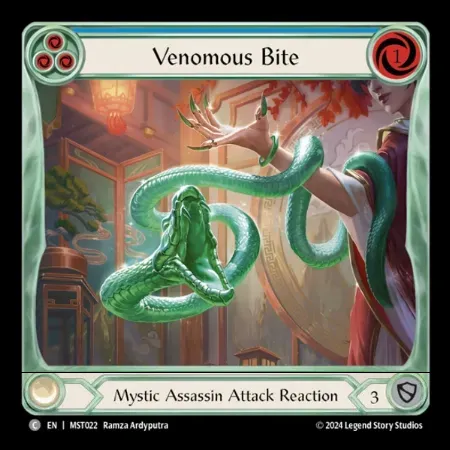 Venomous Bite
1
Mystic Assassin Attack Reaction
3
C EN | MST022 Ramza Ardyputra
© 2024 Legend Story Studios